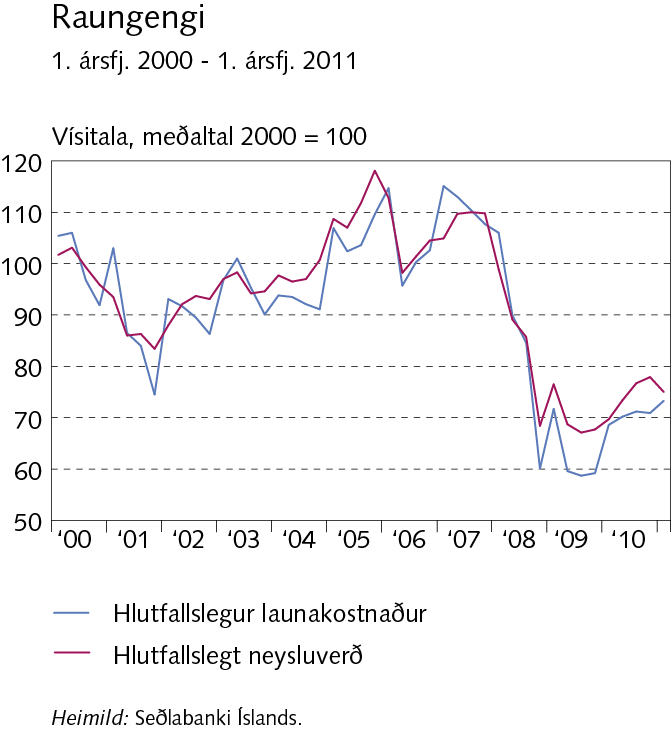 Raungengi
1. ársfj. 2000 - 1. ársfj. 2011
Vísitala, meðaltal 2000 = 100
120
110
100
90
80
70
60
50
‘00 ‘01 ‘02 ‘03 ‘04 ‘05 ‘06 ‘07 ‘08 ‘09 ‘10
Hlutfallslegur launakostnaður
Hlutfallslegt neysluverð
Heimild: Seðlabanki Íslands.